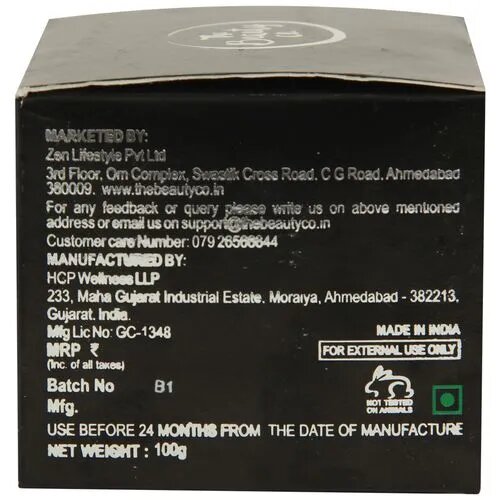 The
Beauty
Co
MARKETED BY:
Zen Lifestyle Pvt Ltd
3rd Floor, Om Complex, Swastik Cross Road, C G Road, Ahmedabad
380009. www.thebeautyco.in
For any feedback or query please write us on above mentioned
address or email us on support@thebeautyco.in
Customer care Number: 079 26566844
MANUFACTURED BY:
HCP Wellness LLP
233, Maha Gujarat Industrial Estate. Moraiya, Ahmedabad - 382213,
Gujarat. India.
Mfg Lic No: GC-1348
MADE IN INDIA
MRP ₹
(Inc. of all taxes)
FOR EXTERNAL USE ONLY
Batch No B1
Mfg.
NOT TESTED
ON ANIMALS
USE BEFORE 24 MONTHS FROM THE DATE OF MANUFACTURE
NET WEIGHT: 100g